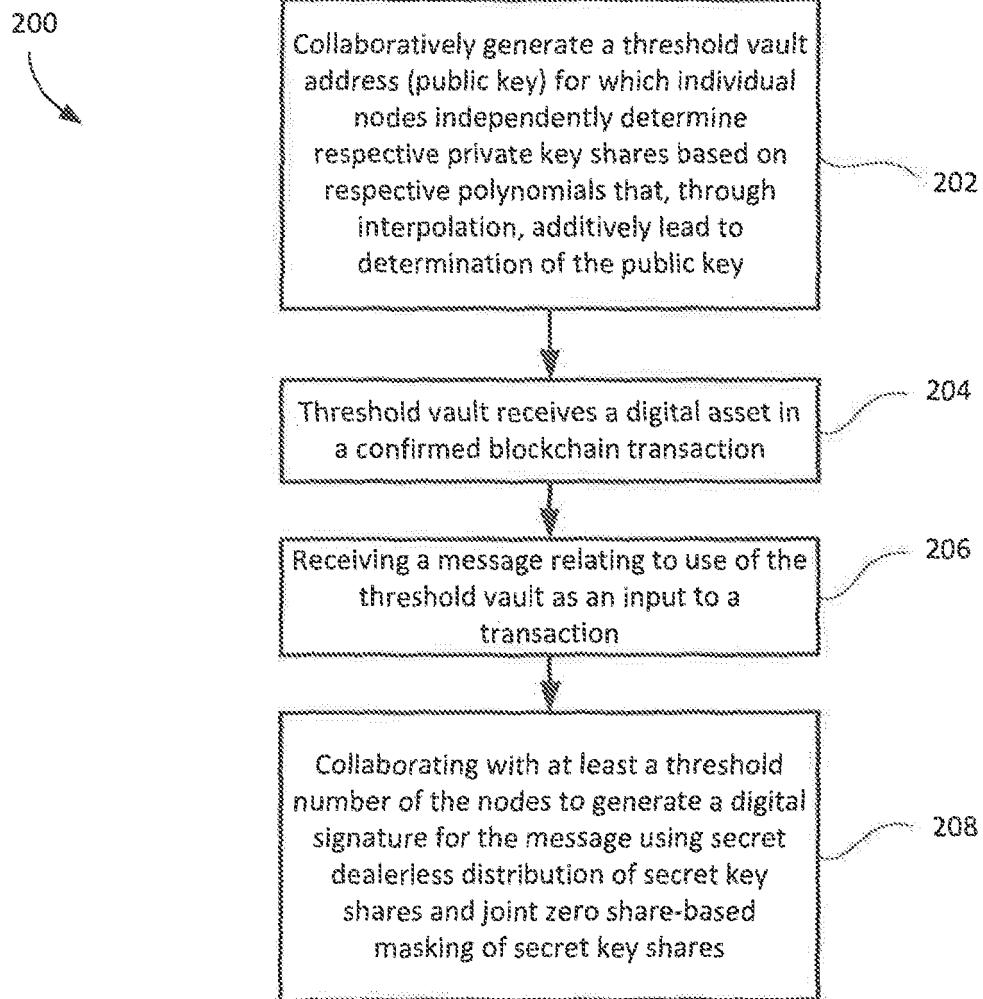 200
Collaboratively generate a threshold vault
address (public key) for which individual
nodes independently determine
respective private key shares based on
respective polynomials that, through
interpolation, additively lead to
determination of the public key
202
Threshold vault receives a digital asset in
a confirmed blockchain transaction
204
Receiving a message relating to use of the
threshold vault as an input to a
transaction
206
Collaborating with at least a threshold
number of the nodes to generate a digital
signature for the message using secret
dealerless distribution of secret key
shares and joint zero share-based
masking of secret key shares
208